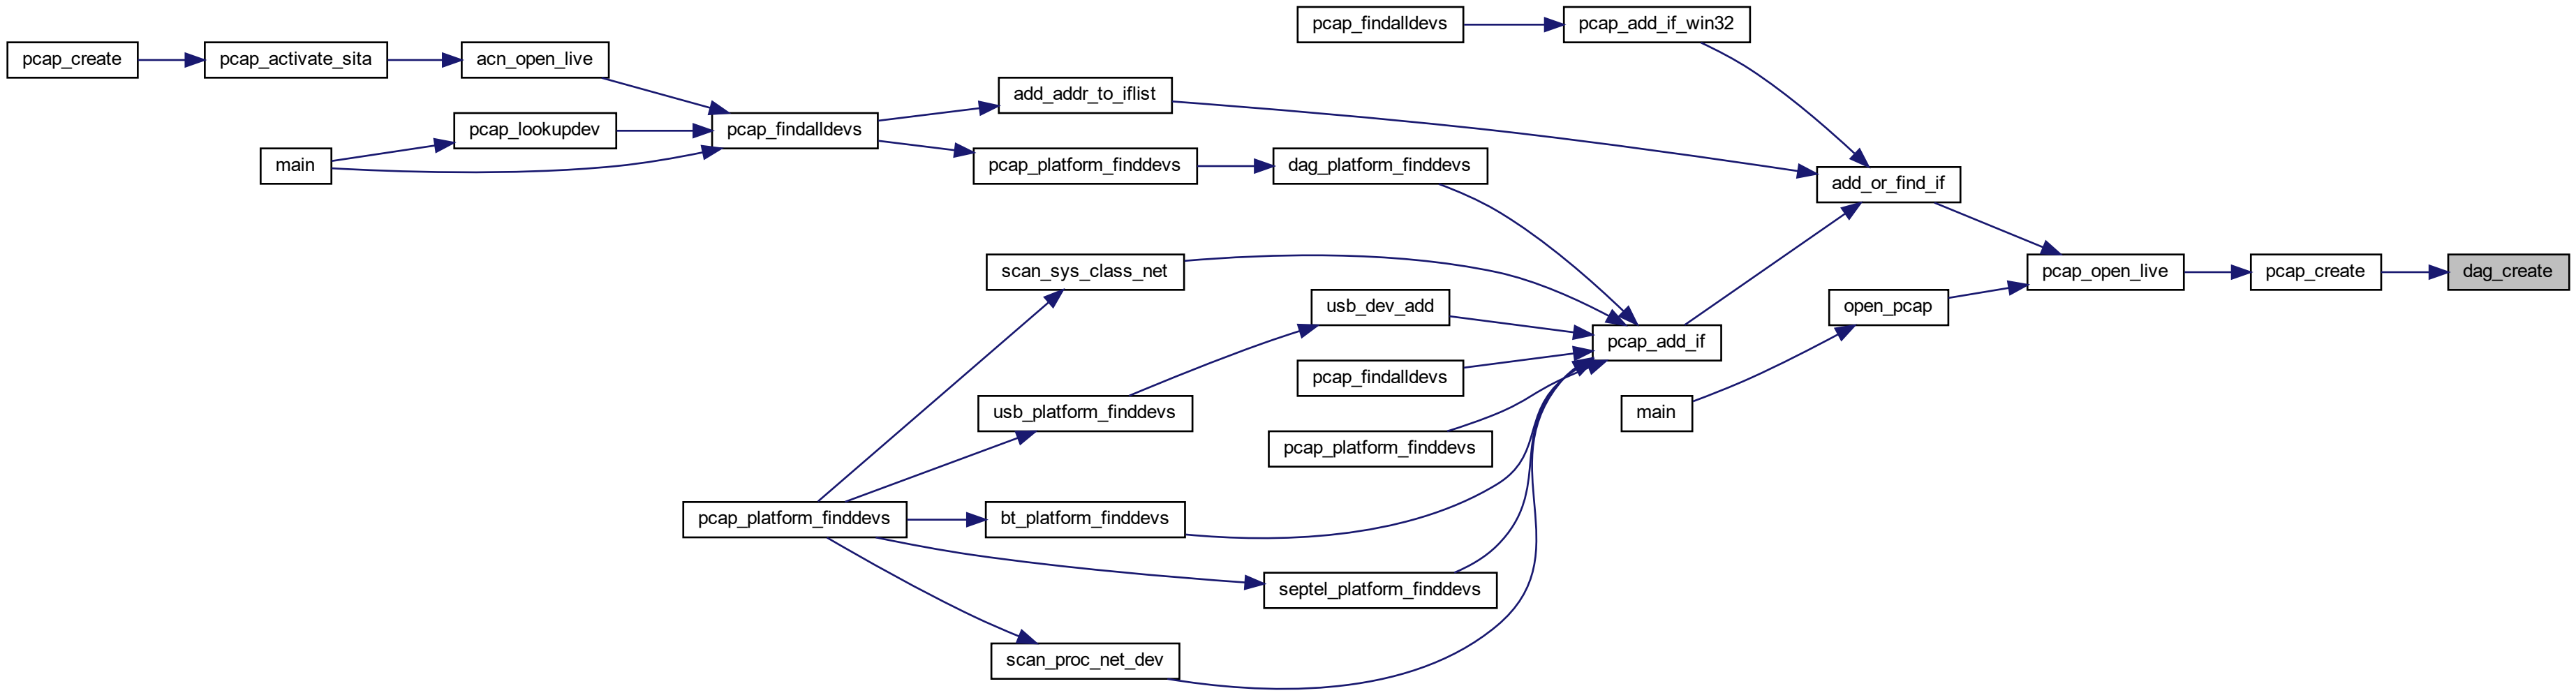 pcap_findalldevs
pcap_add_if_win32
pcap_create
pcap_activate_sita
acn_open_live
add_addr_to_iflist
pcap_lookupdev
pcap_findalldevs
main
pcap_platform_finddevs
dag_platform_finddevs
add_or_find_if
scan_sys_class_net
pcap_open_live
pcap_create
dag_create
usb_dev_add
open_pcap
pcap_add_if
pcap_findalldevs
usb_platform_finddevs
main
pcap_platform_finddevs
pcap_platform_finddevs
bt_platform_finddevs
septel_platform_finddevs
scan_proc_net_dev